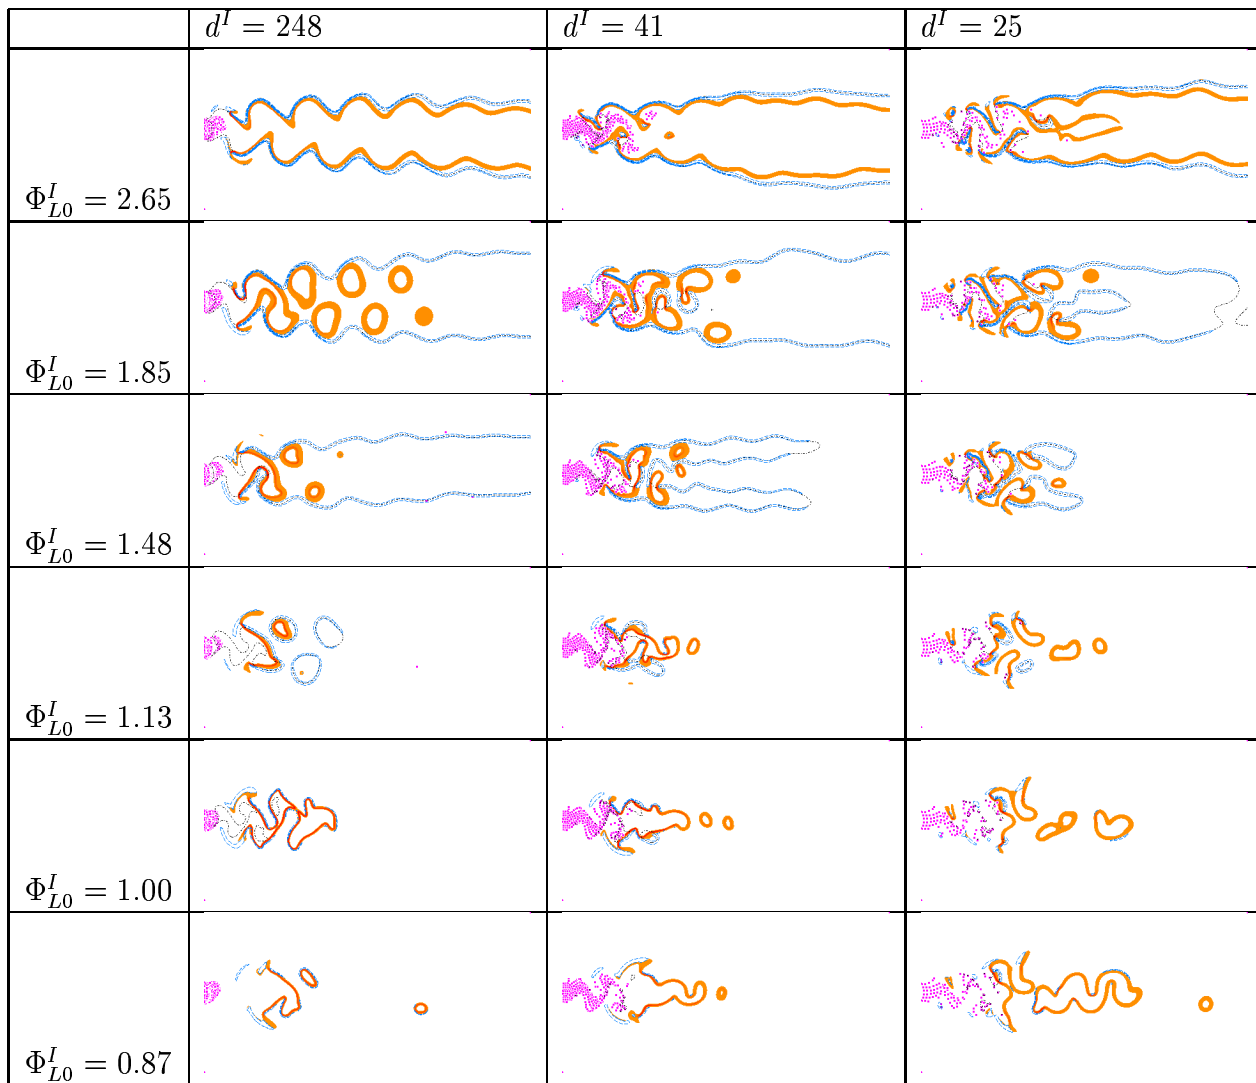 d^I = 248 d^I = 41 d^I = 25
Φ^I_{L0} = 2.65
Φ^I_{L0} = 1.85
Φ^I_{L0} = 1.48
Φ^I_{L0} = 1.13
Φ^I_{L0} = 1.00
Φ^I_{L0} = 0.87